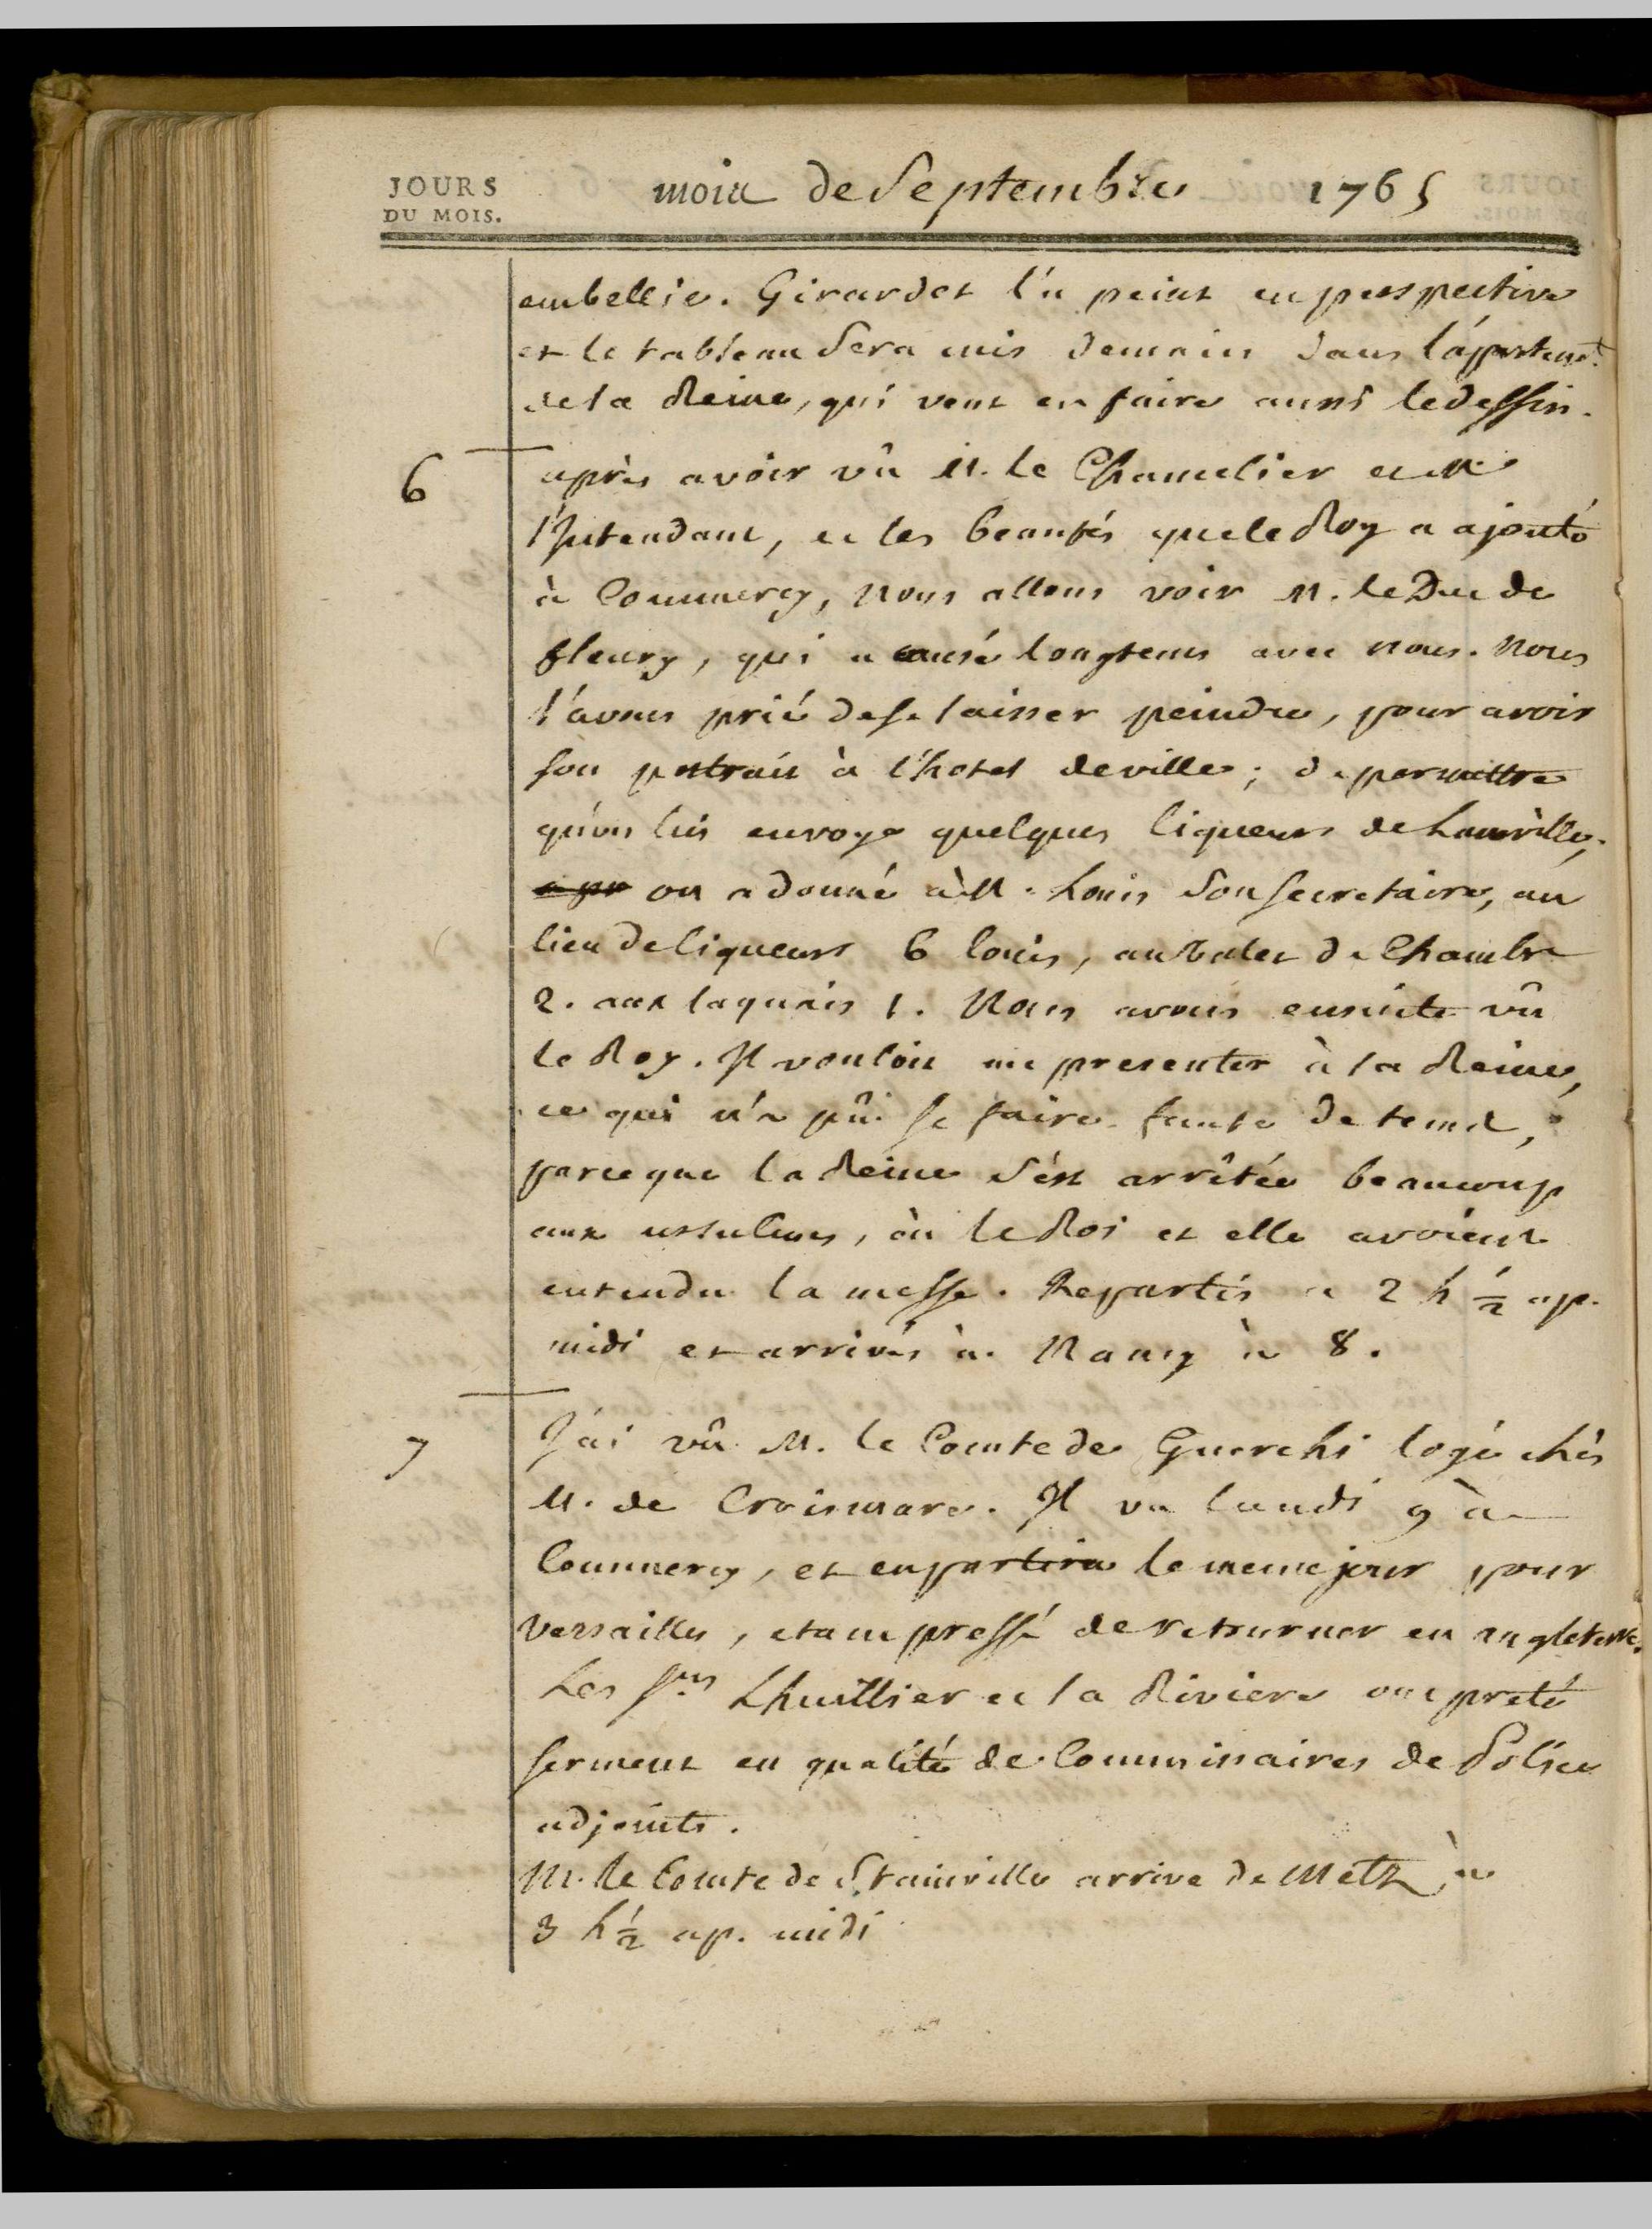 JOURS
DU MOIS.
mois de Septembre 1765
embellie. Girardet l'a peint en perspective
et le tableau sera mis demain dans l'appartemt.
de la Reine, qui veut en faire aussi le dessin.
6 après avoir vû M. le Chancelier et M.
l'Intendant, et les beautés que le Roy a ajouté
à Commercy, nous allons voir M. le Duc de
fleury, qui a causé longtems avec nous. Nous
l'avons prié de se laisser peindre, pour avoir
son portrait à l'hotel de ville; de permettre
qu'on lui envoye quelques liqueurs de Luneville;
on a donné à M. Louis son secretaire, au
lieu de liqueurs 6 louis, au valet de Chambre
2. aux laquais 1. Nous avons ensuite vû
le Roy. Il vouloit me presenter à la Reine,
ce qui n'a pû se faire faute de tems,
parceque la Reine s'est arrêtée beaucoup
aux ursulines, où le Roi et elle avoient
entendu la messe. Repartis à 2 h ½ ap.
midi et arrivés à Nancy à 8.
7 J'ai vû M. le Comte de Guerchi logé chés
M. de Croismare. Il va lundi 9 à
Commercy, et en partira le meme jour pour
Versailles, etant pressé de retourner en angleterre.
Les Srs Lhuillier et la Riviere ont preté
serment en qualité de Commissaires de Police
adjoints.
M. le Comte de Stainville arrive de Metz à
3 h ½ ap. midi